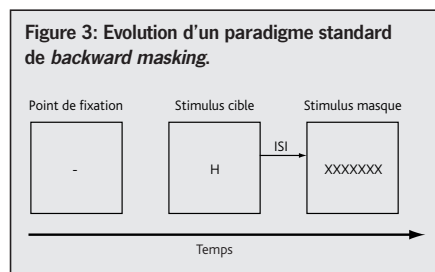 Figure 3: Evolution d'un paradigme standard
de backward masking.
Point de fixation Stimulus cible Stimulus masque
ISI
- H XXXXXXX
Temps